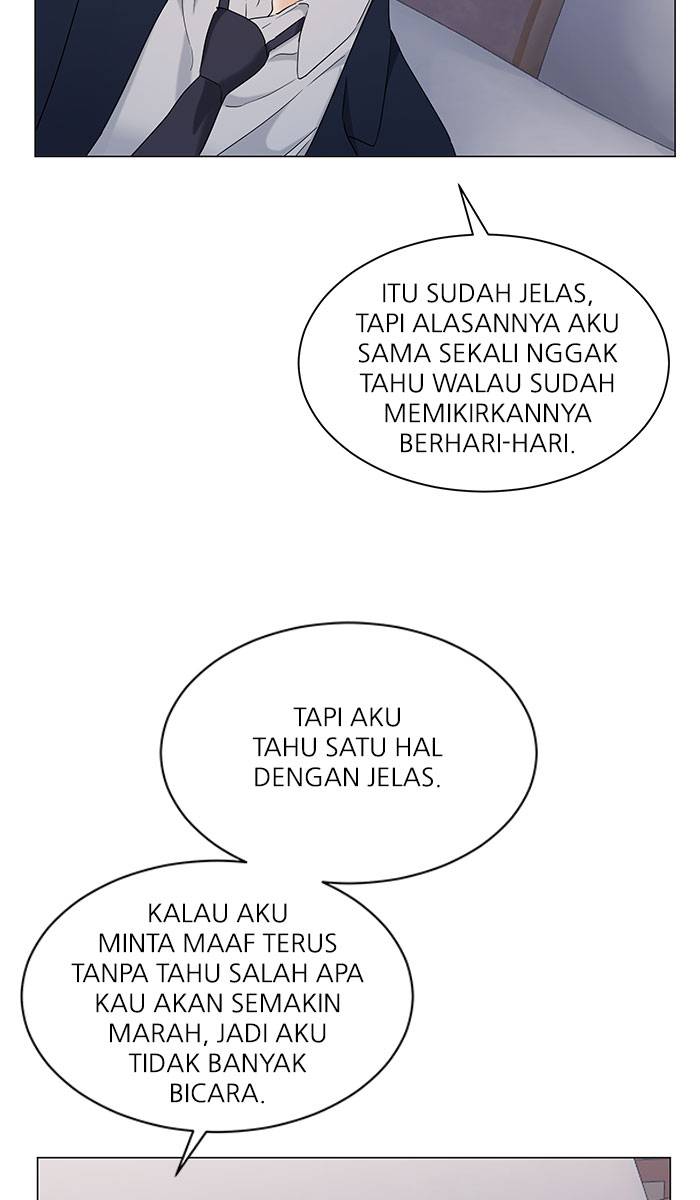 ITU SUDAH JELAS,
TAPI ALASANNYA AKU
SAMA SEKALI NGGAK
TAHU WALAU SUDAH
MEMIKIRKANNYA
BERHARI-HARI.
TAPI AKU
TAHU SATU HAL
DENGAN JELAS.
KALAU AKU
MINTA MAAF TERUS
TANPA TAHU SALAH APA
KAU AKAN SEMAKIN
MARAH, JADI AKU
TIDAK BANYAK
BICARA.